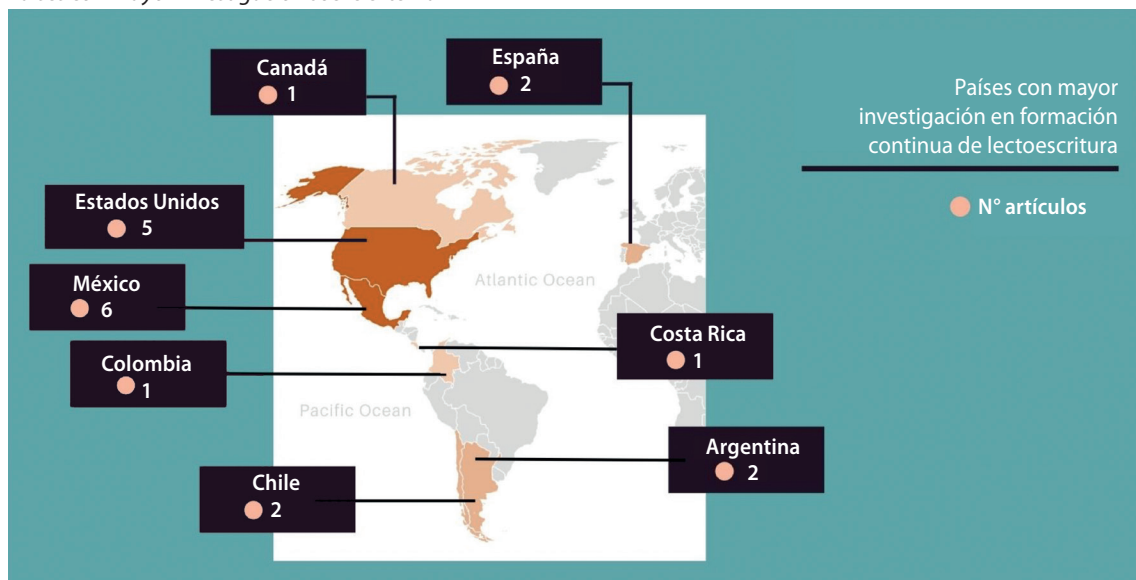 Canadá
1
España
2
Países con mayor
investigación en formación
continua de lectoescritura
N° artículos
Estados Unidos
5
México
6
Colombia
1
Costa Rica
1
Argentina
2
Chile
2
Atlantic Ocean
Pacific Ocean